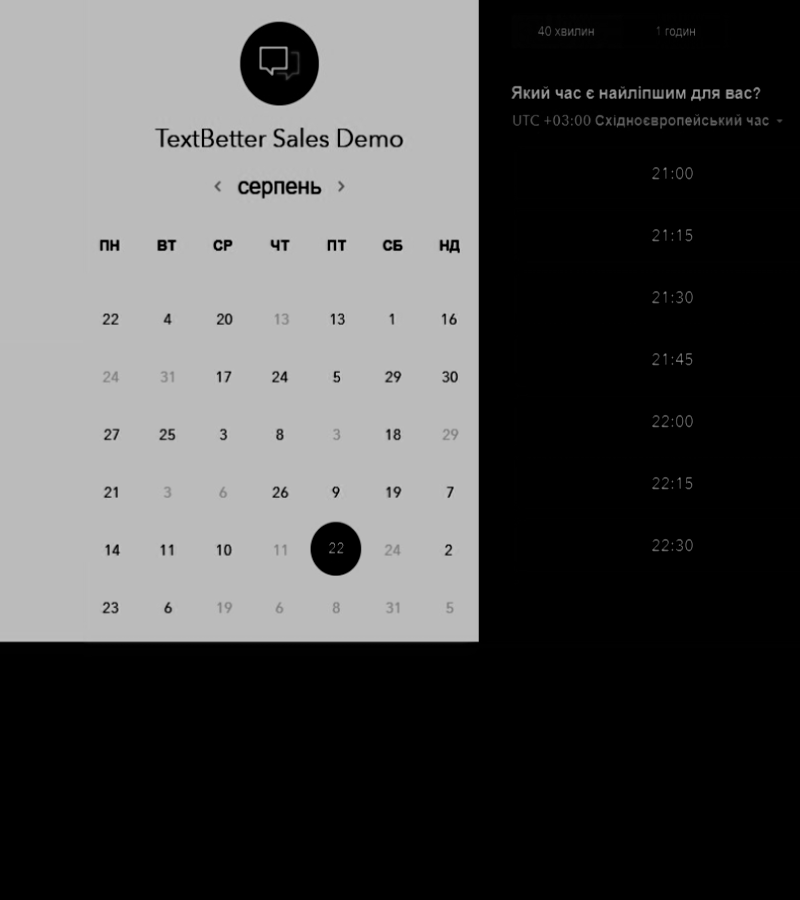 TextBetter Sales Demo
серпень
ПН ВТ СР ЧТ ПТ СБ НД
22 4 20 13 13 1 16
24 31 17 24 5 29 30
27 25 3 8 3 18 29
21 3 6 26 9 19 7
14 11 10 11 22 24 2
23 6 19 6 8 31 5
40 хвилин 1 годин
Який час є найліпшим для вас?
UTC +03:00 Східноєвропейський час
21:00
21:15
21:30
21:45
22:00
22:15
22:30